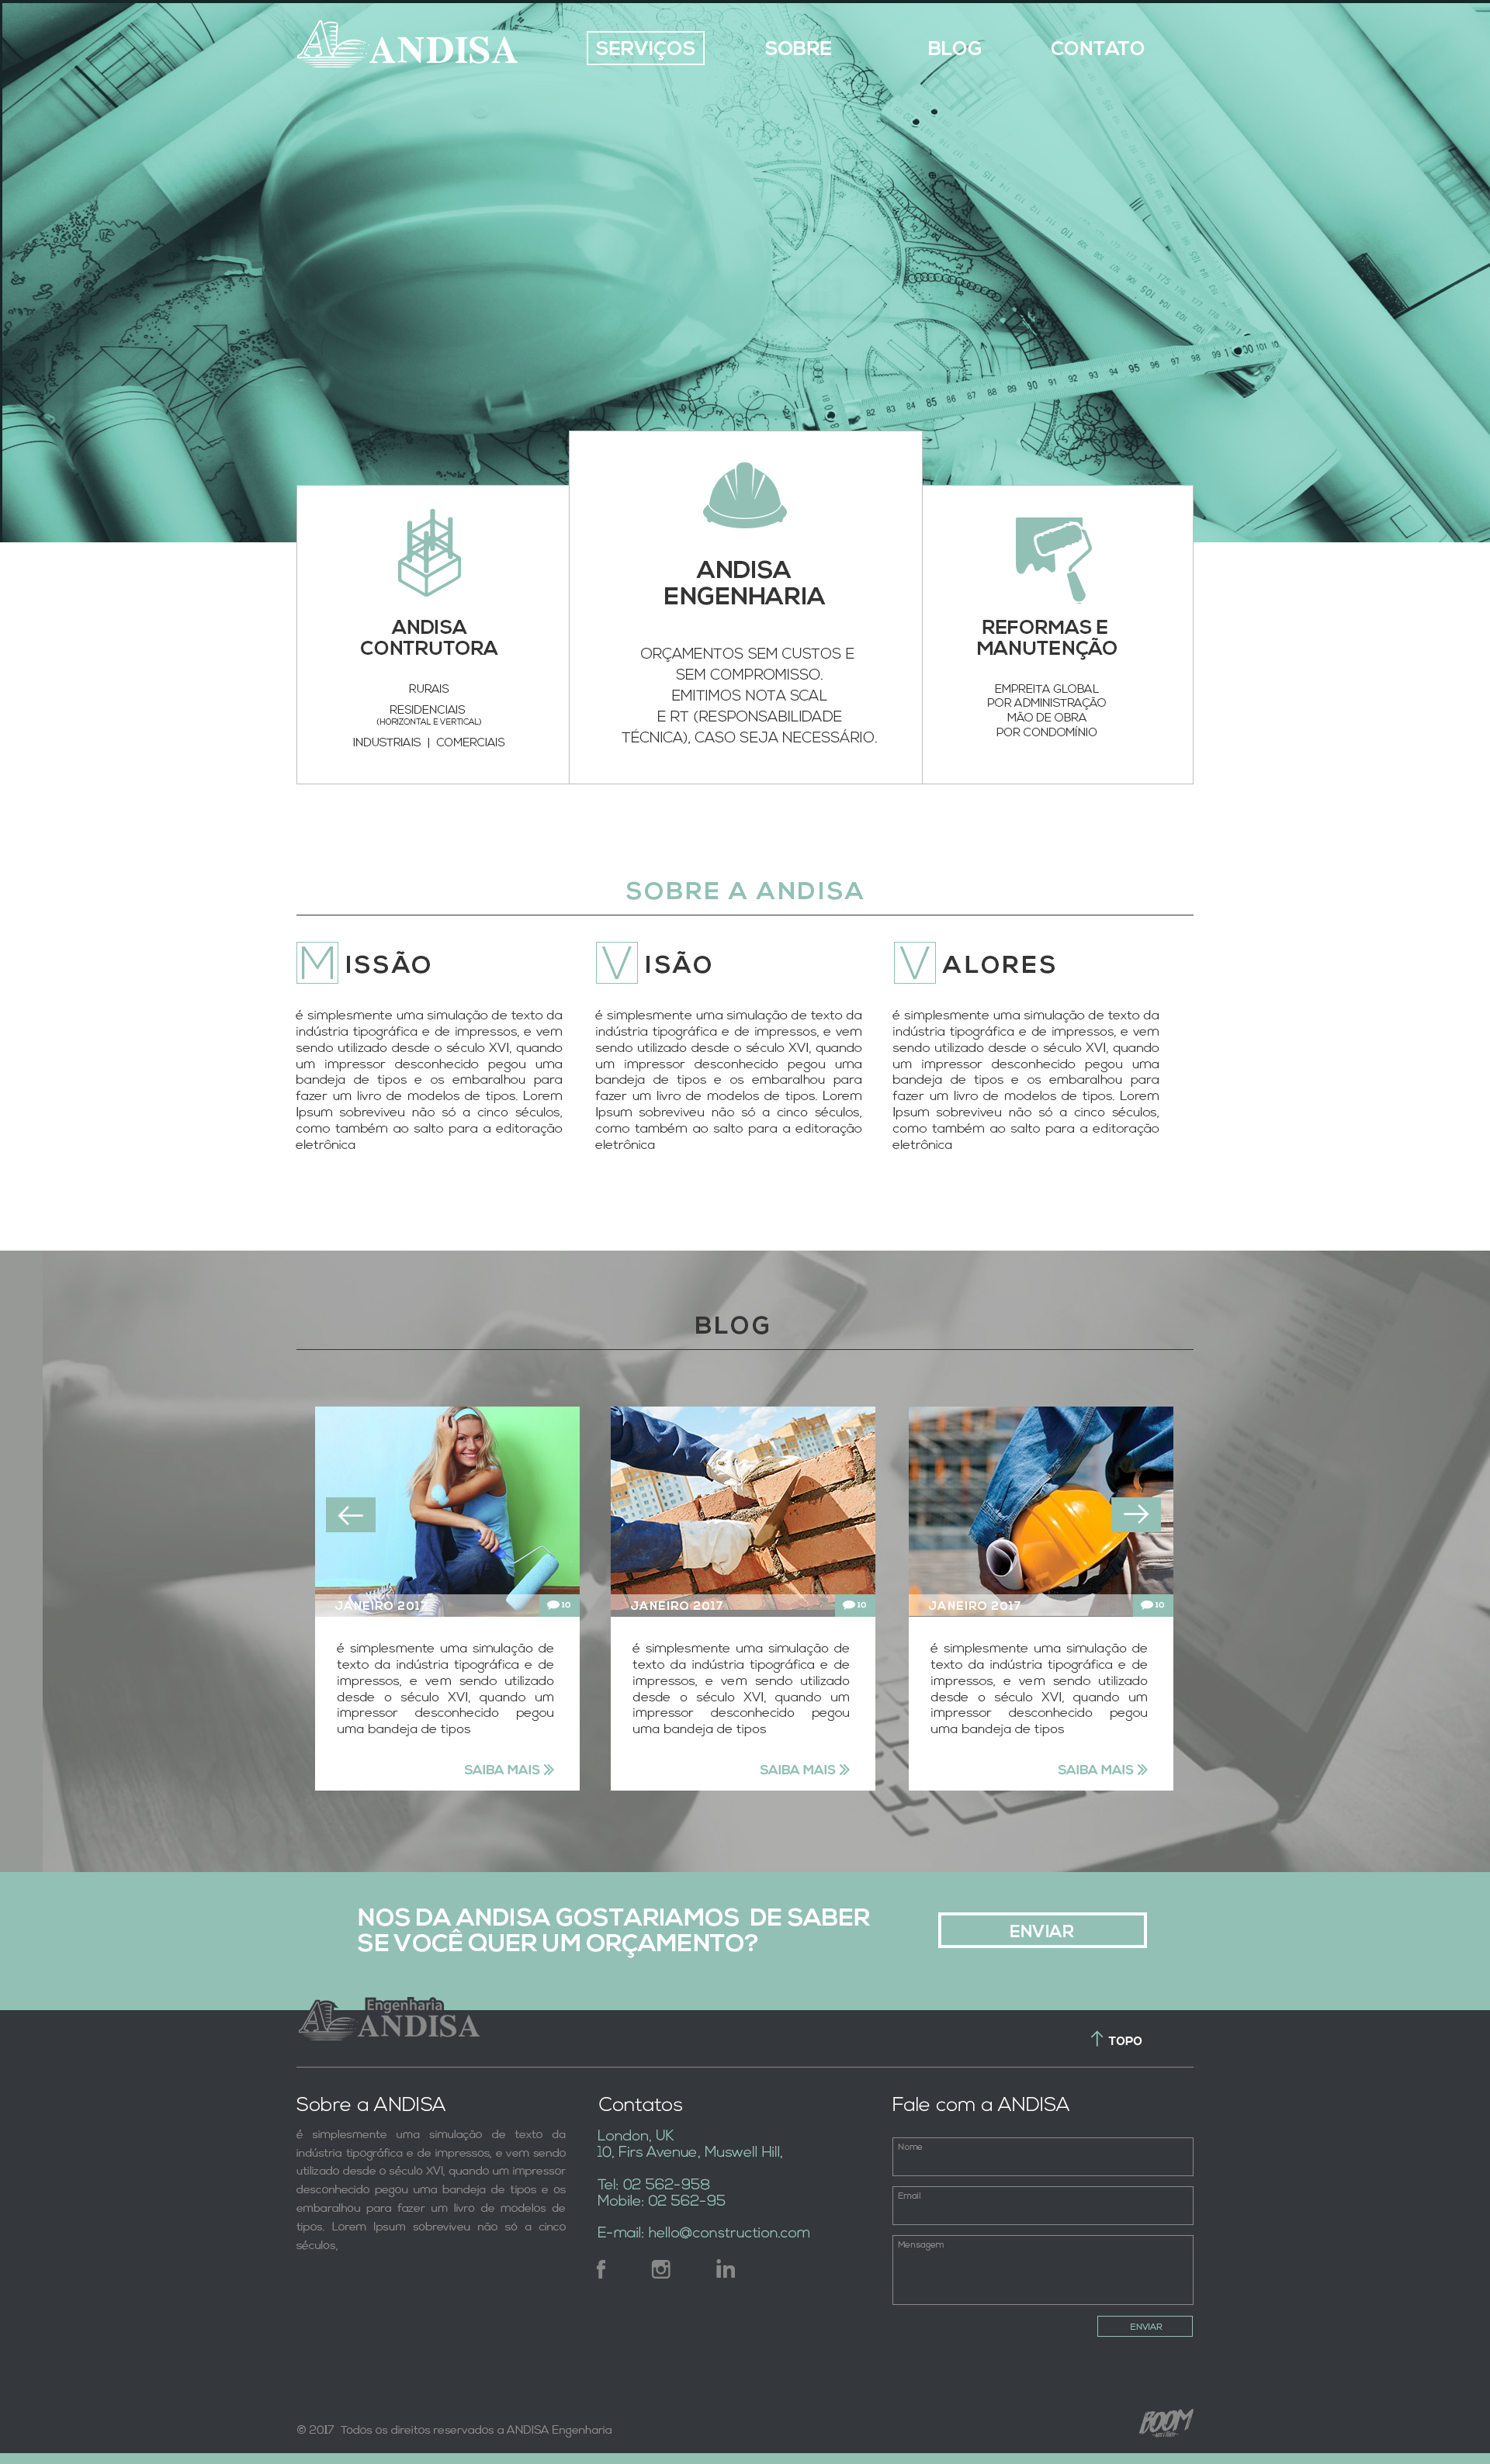 ANDISA
SERVIÇOS
SOBRE
BLOG
CONTATO
ANDISA
CONTRUTORA
RURAIS
RESIDENCIAIS
(HORIZONTAL E VERTICAL)
INDUSTRIAIS | COMERCIAIS
ANDISA
ENGENHARIA
ORÇAMENTOS SEM CUSTOS E
SEM COMPROMISSO.
EMITIMOS NOTA SCAL
E RT (RESPONSABILIDADE
TÉCNICA), CASO SEJA NECESSÁRIO.
REFORMAS E
MANUTENÇÃO
EMPREITA GLOBAL
POR ADMINISTRAÇÃO
MÃO DE OBRA
POR CONDOMÍNIO
SOBRE A ANDISA
MISSÃO
é simplesmente uma simulação de texto da
indústria tipográfica e de impressos, e vem
sendo utilizado desde o século XVI, quando
um impressor desconhecido pegou uma
bandeja de tipos e os embaralhou para
fazer um livro de modelos de tipos. Lorem
Ipsum sobreviveu não só a cinco séculos,
como também ao salto para a editoração
eletrônica
VISÃO
é simplesmente uma simulação de texto da
indústria tipográfica e de impressos, e vem
sendo utilizado desde o século XVI, quando
um impressor desconhecido pegou uma
bandeja de tipos e os embaralhou para
fazer um livro de modelos de tipos. Lorem
Ipsum sobreviveu não só a cinco séculos,
como também ao salto para a editoração
eletrônica
VALORES
é simplesmente uma simulação de texto da
indústria tipográfica e de impressos, e vem
sendo utilizado desde o século XVI, quando
um impressor desconhecido pegou uma
bandeja de tipos e os embaralhou para
fazer um livro de modelos de tipos. Lorem
Ipsum sobreviveu não só a cinco séculos,
como também ao salto para a editoração
eletrônica
BLOG
JANEIRO 2017
10
é simplesmente uma simulação de
texto da indústria tipográfica e de
impressos, e vem sendo utilizado
desde o século XVI, quando um
impressor desconhecido pegou
uma bandeja de tipos
SAIBA MAIS
JANEIRO 2017
10
é simplesmente uma simulação de
texto da indústria tipográfica e de
impressos, e vem sendo utilizado
desde o século XVI, quando um
impressor desconhecido pegou
uma bandeja de tipos
SAIBA MAIS
JANEIRO 2017
10
é simplesmente uma simulação de
texto da indústria tipográfica e de
impressos, e vem sendo utilizado
desde o século XVI, quando um
impressor desconhecido pegou
uma bandeja de tipos
SAIBA MAIS
NOS DA ANDISA GOSTARIAMOS DE SABER
SE VOCÊ QUER UM ORÇAMENTO?
ENVIAR
Engenharia
ANDISA
TOPO
Sobre a ANDISA
é simplesmente uma simulação de texto da
indústria tipográfica e de impressos, e vem sendo
utilizado desde o século XVI, quando um impressor
desconhecido pegou uma bandeja de tipos e os
embaralhou para fazer um livro de modelos de
tipos. Lorem Ipsum sobreviveu não só a cinco
séculos,
Contatos
London, UK
10, Firs Avenue, Muswell Hill,
Tel: 02 562-958
Mobile: 02 562-95
E-mail: hello@construction.com
Fale com a ANDISA
Nome
Email
Mensagem
ENVIAR
© 2017 Todos os direitos reservados a ANDISA Engenharia
BOOM